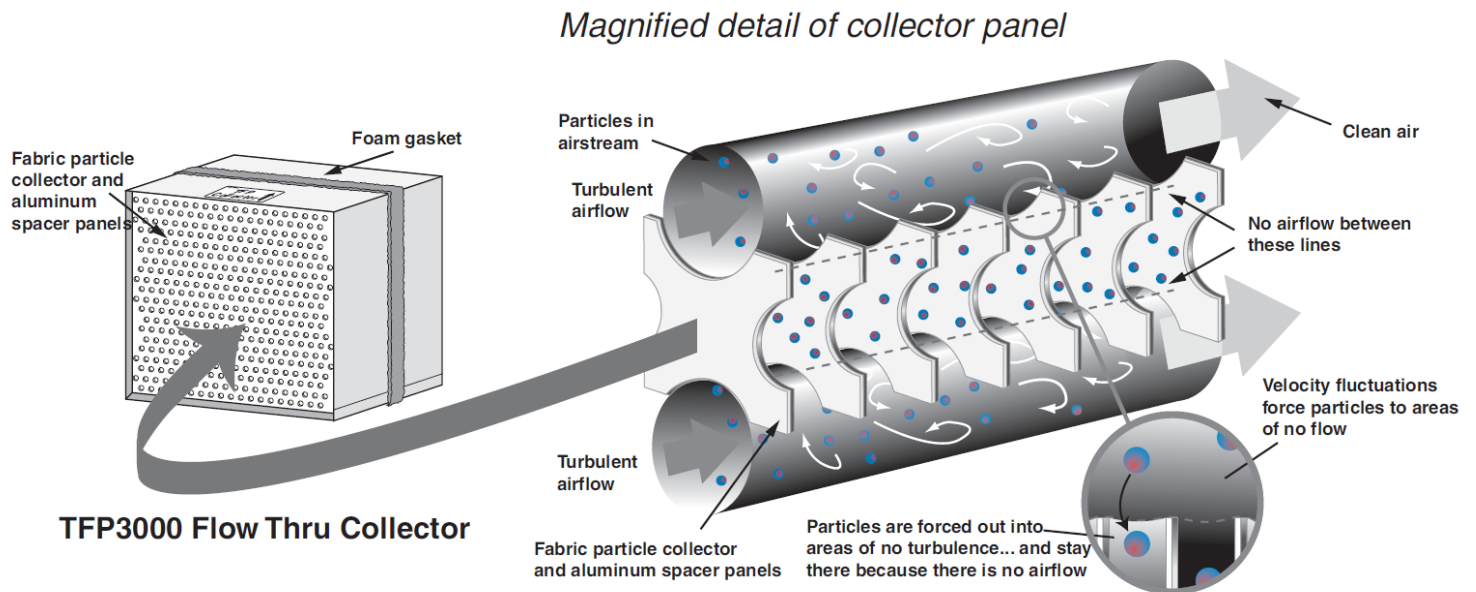 Magnified detail of collector panel
Foam gasket
Fabric particle
collector and
aluminum
spacer panels
TFP3000 Flow Thru Collector
Particles in
airstream
Turbulent
airflow
Clean air
No airflow between
these lines
Turbulent
airflow
Velocity fluctuations
force particles to areas
of no flow
Fabric particle collector
and aluminum spacer panels
Particles are forced out into
areas of no turbulence... and stay
there because there is no airflow